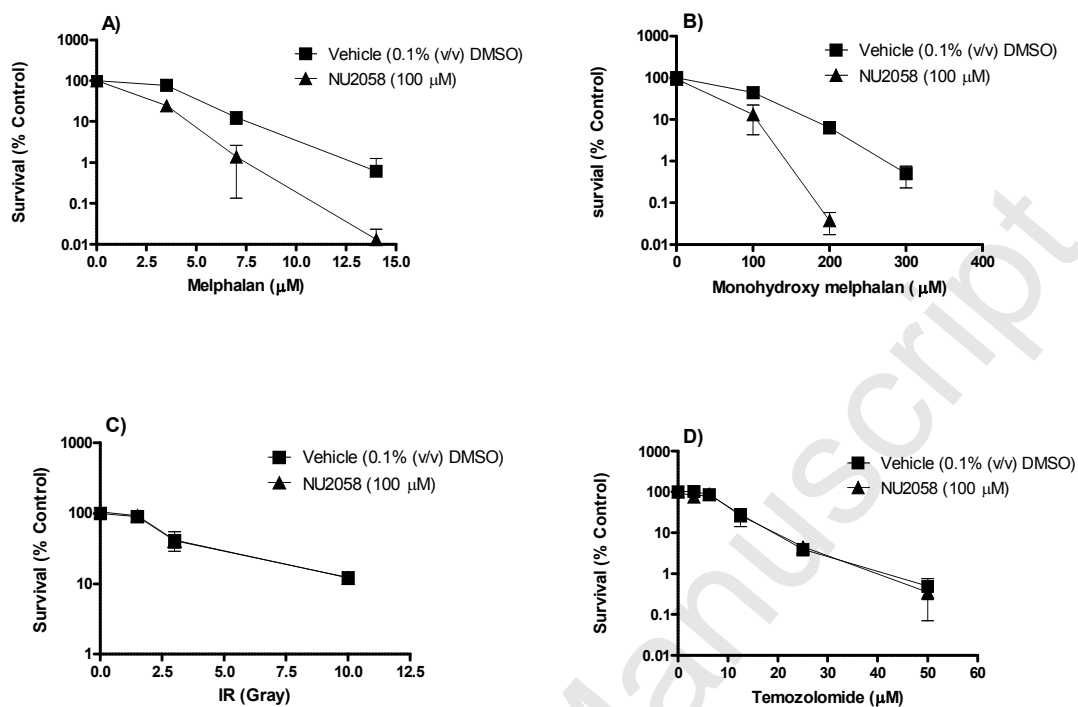 A)
Survival (% Control)
1000
100
10
1
0.1
0.01
0.0 2.5 5.0 7.5 10.0 12.5 15.0
Melphalan (μM)
Vehicle (0.1% (v/v) DMSO)
NU2058 (100 μM)
B)
survial (% Control)
1000
100
10
1
0.1
0.01
0 100 200 300 400
Monohydroxy melphalan ( μM)
Vehicle (0.1% (v/v) DMSO)
NU2058 (100 μM)
C)
Survival (% Control)
1000
100
10
1
0.0 2.5 5.0 7.5 10.0 12.5
IR (Gray)
Vehicle (0.1% (v/v) DMSO)
NU2058 (100 μM)
D)
Survival (% Control)
1000
100
10
1
0.1
0.01
0 10 20 30 40 50 60
Temozolomide (μM)
Vehicle (0.1% (v/v) DMSO)
NU2058 (100 μM)
Manuscript